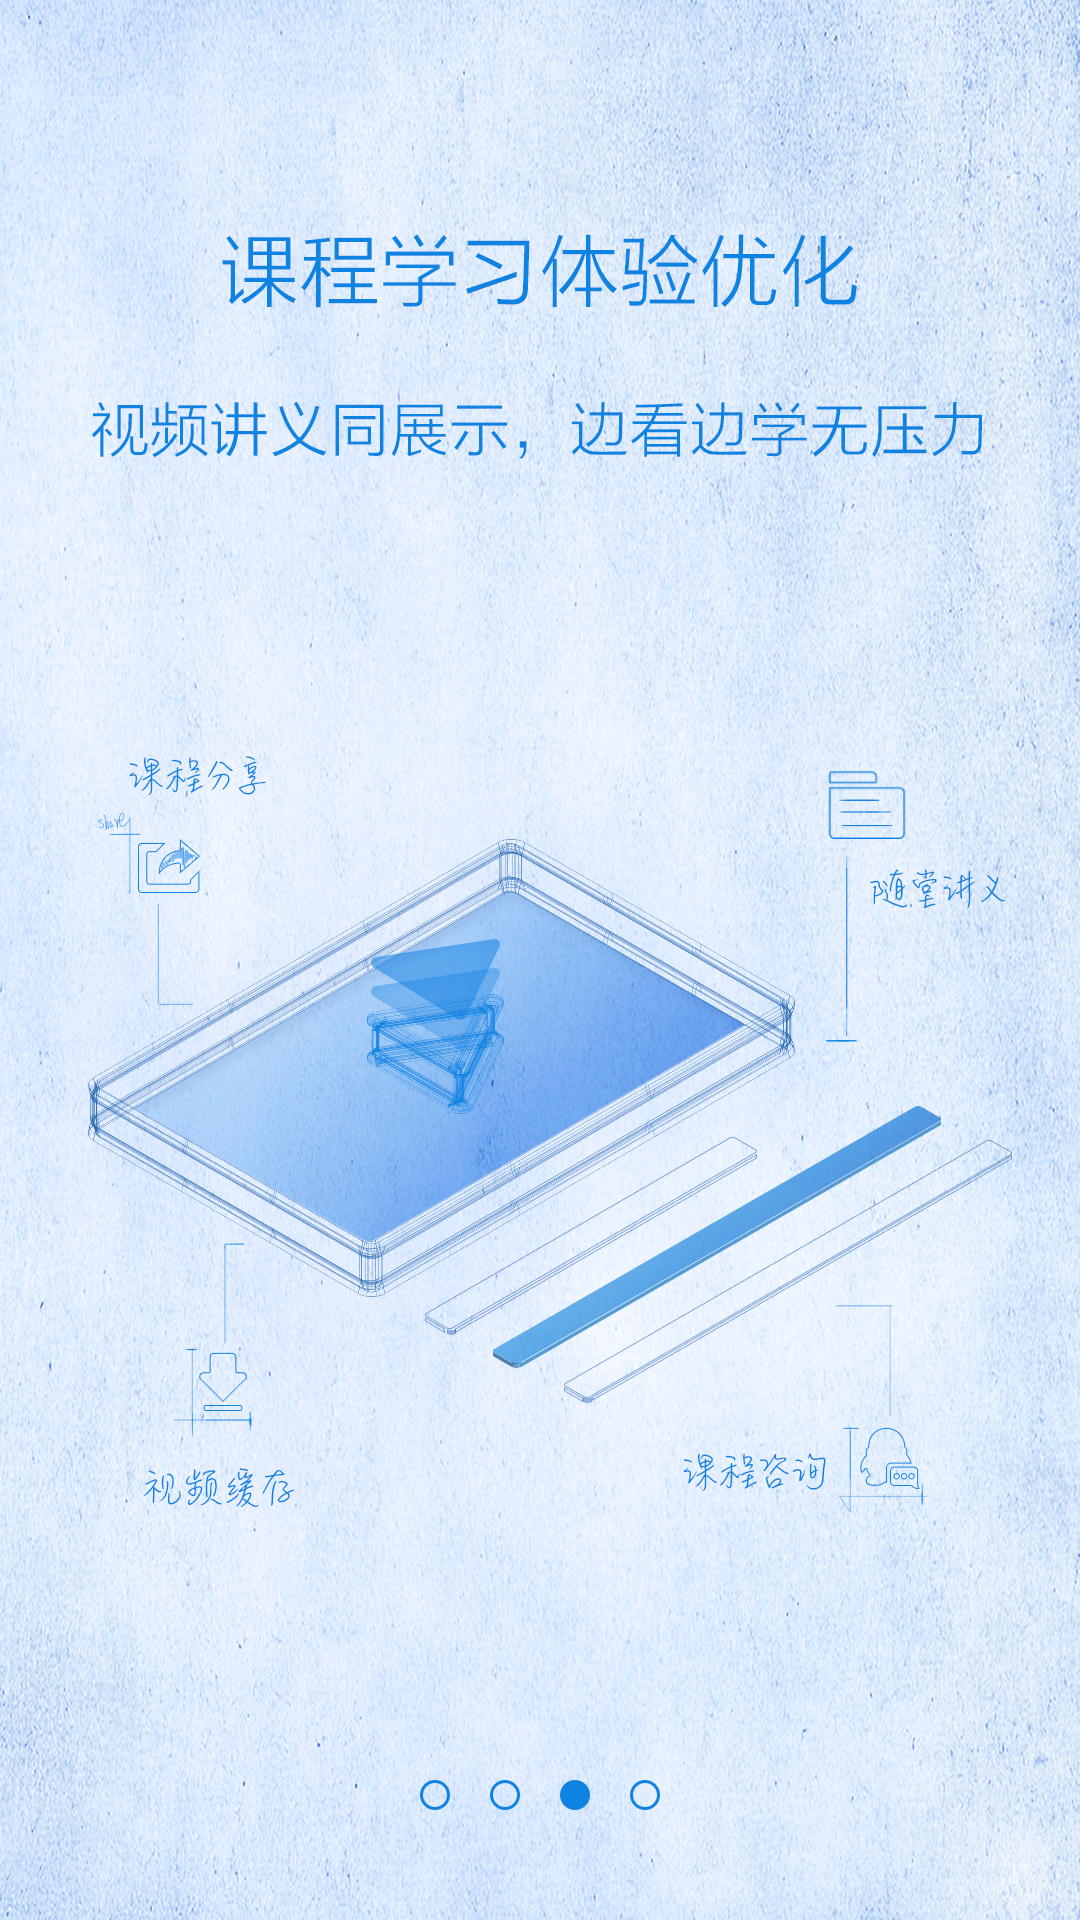 课程学习体验优化
视频讲义同展示，边看边学无压力
课程分享
share
随堂讲义
视频缓存
课程咨询